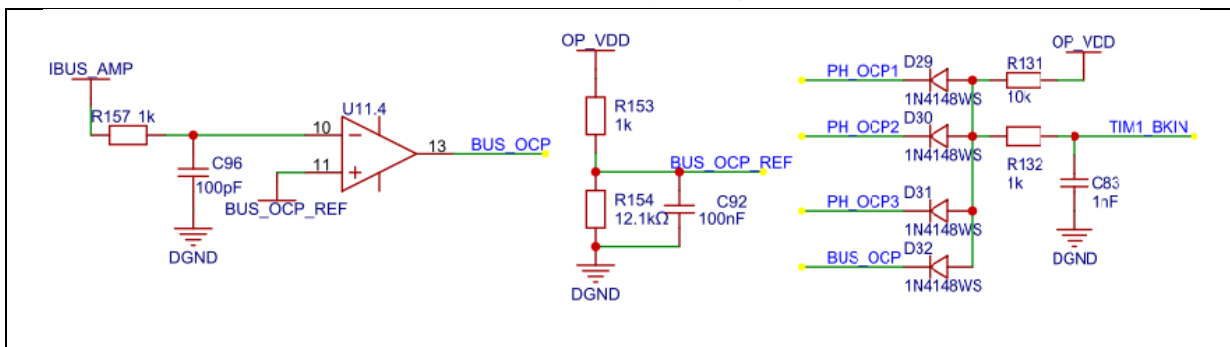 IBUS_AMP
R157 1k
C96
100pF
DGND
U11.4
10
11
13
BUS_OCP
BUS_OCP_REF
OP_VDD
R153
1k
BUS_OCP_REF
R154
12.1kΩ
C92
100nF
DGND
PH_OCP1
D29
1N4148WS
PH_OCP2
D30
1N4148WS
PH_OCP3
D31
1N4148WS
BUS_OCP
D32
1N4148WS
OP_VDD
R131
10k
R132
1k
TIM1_BKIN
C83
1nF
DGND